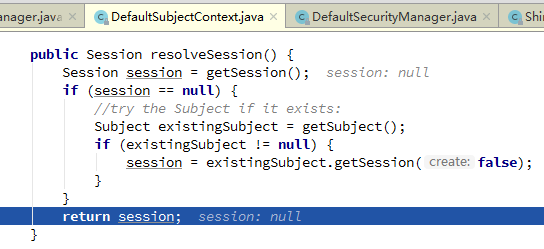 anager.java × DefaultSubjectContext.java × DefaultSecurityManager.java × Shi
public Session resolveSession() {
Session session = getSession(); session: null
if (session == null) {
//try the Subject if it exists:
Subject existingSubject = getSubject();
if (existingSubject != null) {
session = existingSubject.getSession( create: false);
}
}
return session; session: null
}